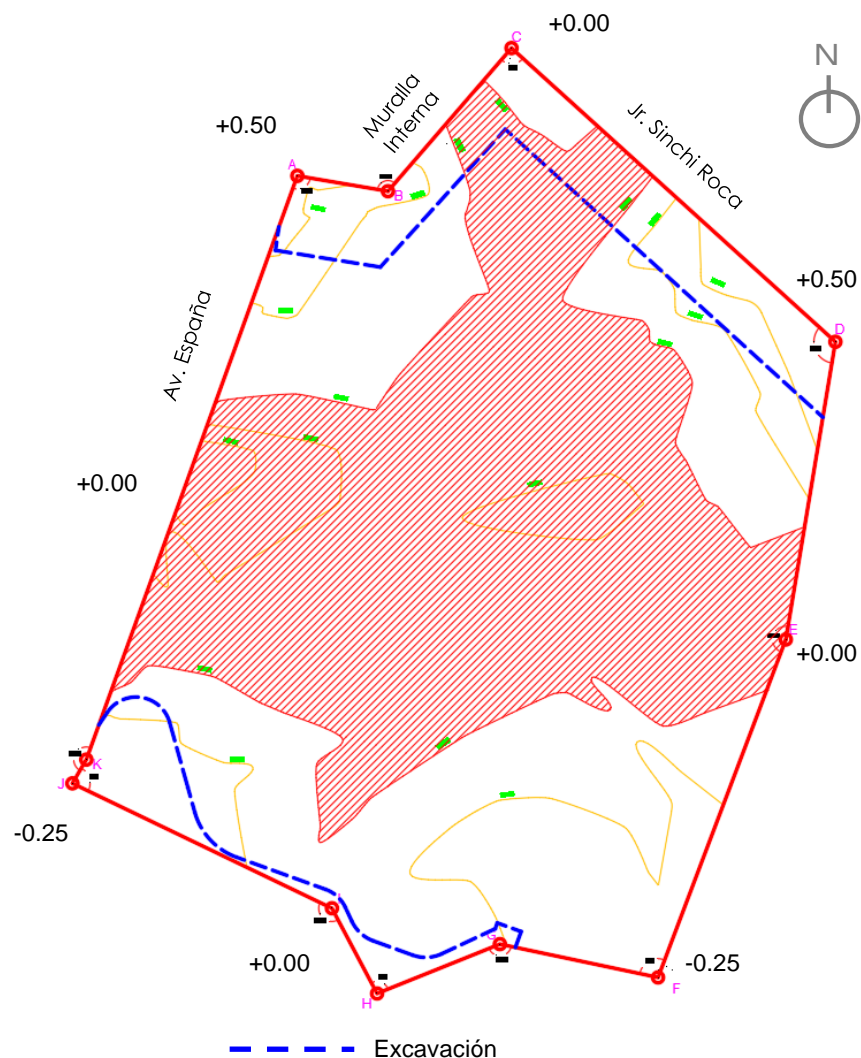 C
+0.00
N
Muralla
Interna
Jr. Sinchi Roca
+0.50
A
B
+0.50
D
Av. España
+0.00
E
+0.00
K
J
-0.25
I
G
+0.00
-0.25
F
H
Excavación